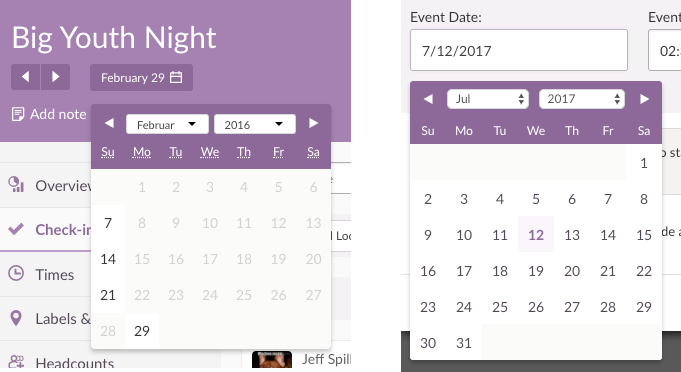 Big Youth Night
February 29
Add note
Februar 2016
Su Mo Tu We Th Fr Sa
1 2 3 4 5 6
7 8 9 10 11 12 13
14 15 16 17 18 19 20
21 22 23 24 25 26 27
28 29
Overview
Check-in
Times
Labels &
Headcounts
Jeff Spill
Event Date:
Event
7/12/2017
02:
Jul 2017
Su Mo Tu We Th Fr Sa
1
2 3 4 5 6 7 8
9 10 11 12 13 14 15
16 17 18 19 20 21 22
23 24 25 26 27 28 29
30 31